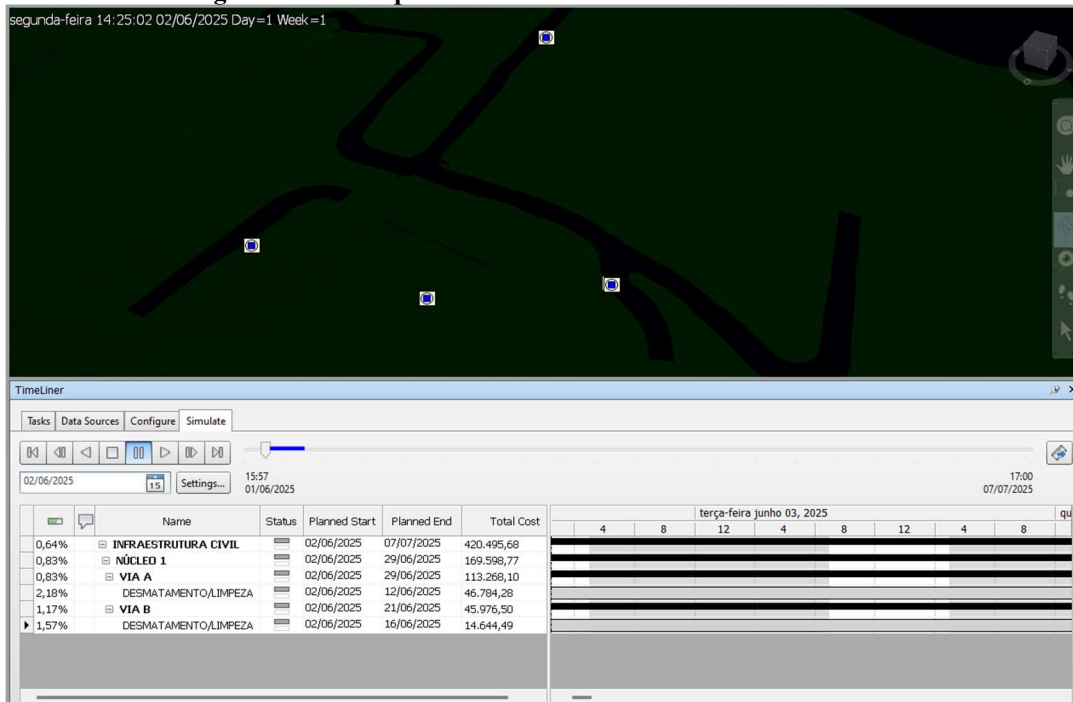 segunda-feira 14:25:02 02/06/2025 Day=1 Week=1
TimeLiner
Tasks Data Sources Configure Simulate
02/06/2025 15 Settings... 15:57 17:00
01/06/2025 07/07/2025
Name Status Planned Start Planned End Total Cost terça-feira junho 03, 2025 qu
4 8 12 4 8 12 4 8
0,64% INFRAESTRUTURA CIVIL 02/06/2025 07/07/2025 420.495,68
0,83% NÚCLEO 1 02/06/2025 29/06/2025 169.598,77
0,83% VIA A 02/06/2025 29/06/2025 113.268,10
2,18% DESMATAMENTO/LIMPEZA 02/06/2025 12/06/2025 46.784,28
1,17% VIA B 02/06/2025 21/06/2025 45.976,50
1,57% DESMATAMENTO/LIMPEZA 02/06/2025 16/06/2025 14.644,49